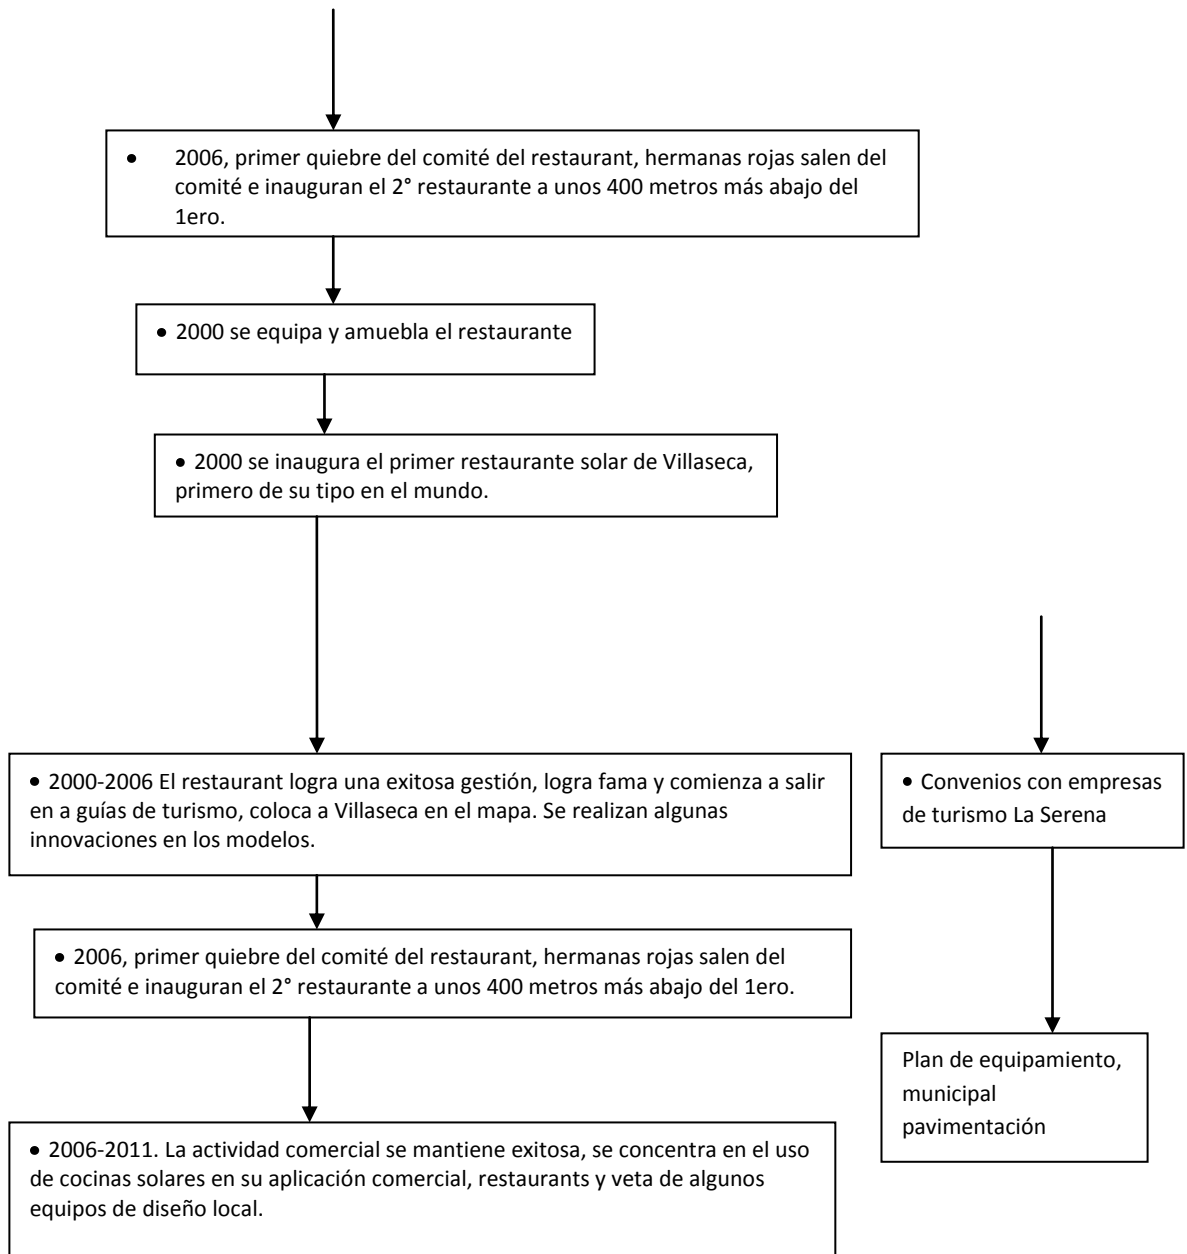 • 2006, primer quiebre del comité del restaurant, hermanas rojas salen del
comité e inauguran el 2° restaurante a unos 400 metros más abajo del
1ero.
• 2000 se equipa y amuebla el restaurante
• 2000 se inaugura el primer restaurante solar de Villaseca,
primero de su tipo en el mundo.
• 2000-2006 El restaurant logra una exitosa gestión, logra fama y comienza a salir
en a guías de turismo, coloca a Villaseca en el mapa. Se realizan algunas
innovaciones en los modelos.
• Convenios con empresas
de turismo La Serena
• 2006, primer quiebre del comité del restaurant, hermanas rojas salen del
comité e inauguran el 2° restaurante a unos 400 metros más abajo del 1ero.
Plan de equipamiento,
municipal
pavimentación
• 2006-2011. La actividad comercial se mantiene exitosa, se concentra en el uso
de cocinas solares en su aplicación comercial, restaurants y veta de algunos
equipos de diseño local.